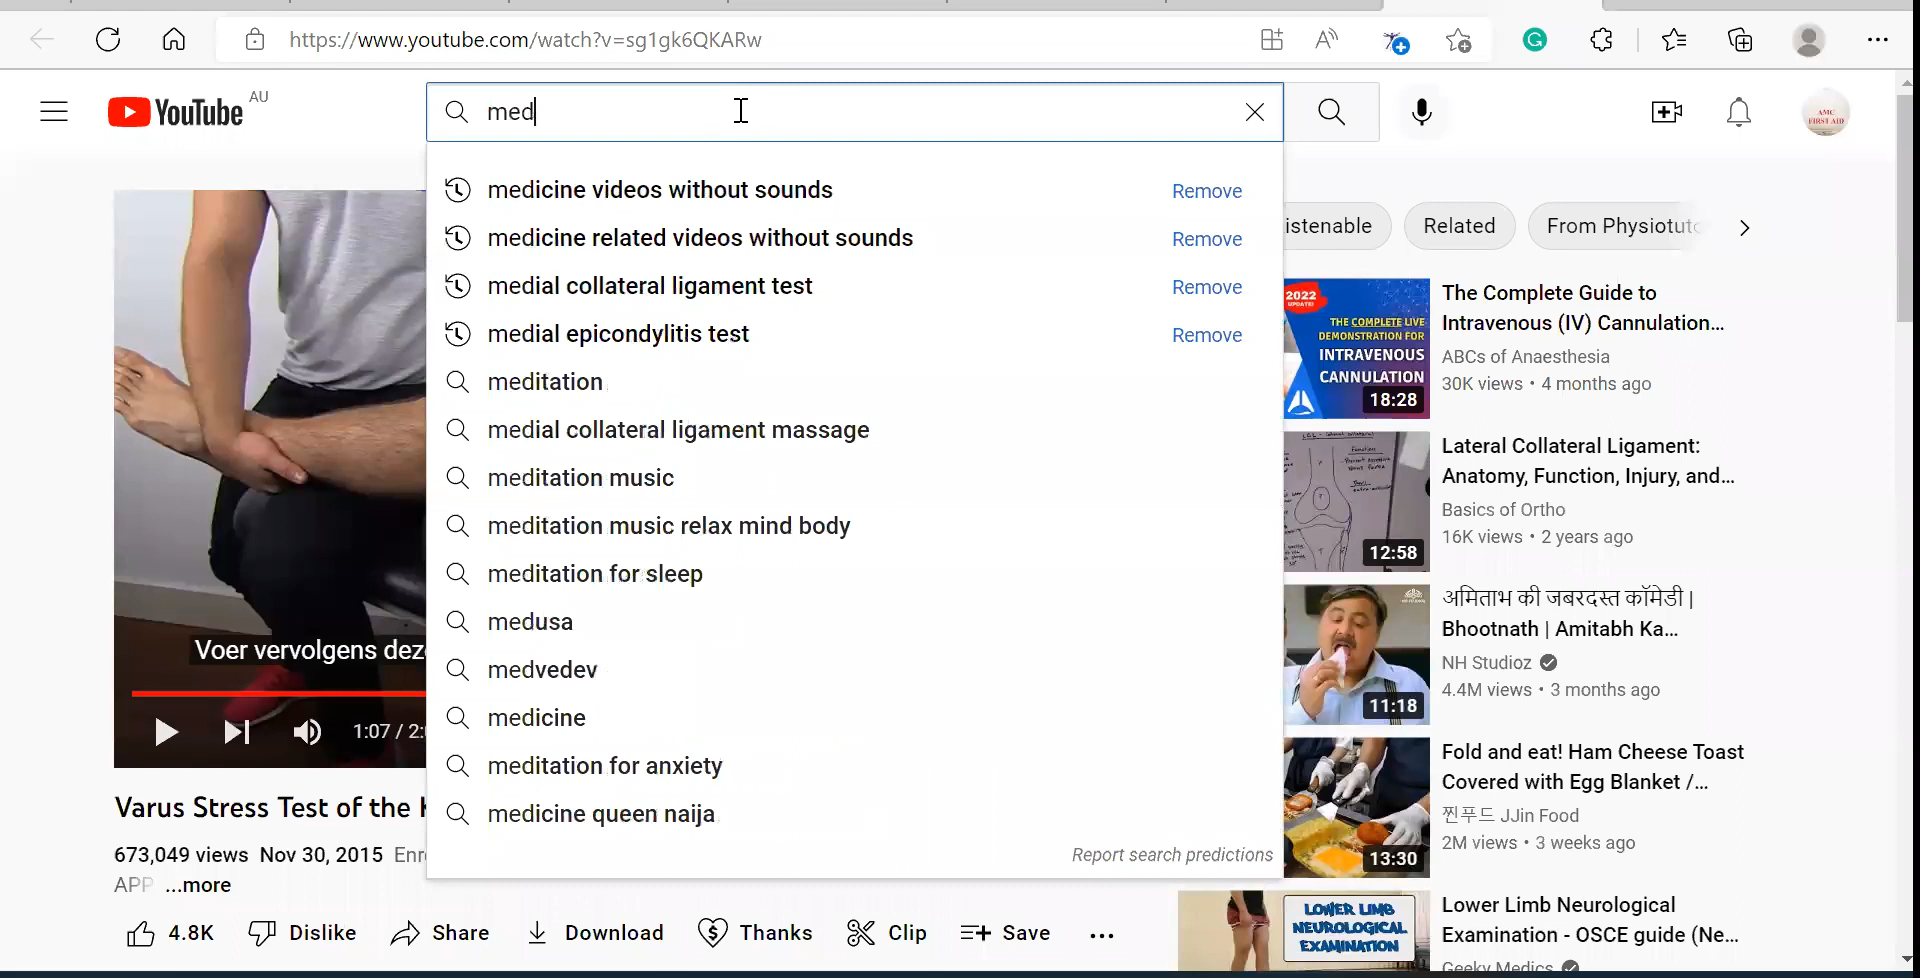 https://www.youtube.com/watch?v=sg1gk6QKARw
YouTube AU
med
AMC
FIRST AID
medicine videos without sounds Remove
medicine related videos without sounds Remove
medial collateral ligament test Remove
medial epicondylitis test Remove
meditation
medial collateral ligament massage
meditation music
meditation music relax mind body
meditation for sleep
medusa
medvedev
medicine
meditation for anxiety
medicine queen naija
Report search predictions
istenable Related From Physiotuto
Voer vervolgens dez
1:07 / 2:
Varus Stress Test of the
673,049 views Nov 30, 2015
APP ...more
4.8K Dislike Share Download Thanks Clip Save
2022
UPDATE!
THE COMPLETE LIVE
DEMONSTRATION FOR
INTRAVENOUS
CANNULATION
18:28
The Complete Guide to
Intravenous (IV) Cannulation...
ABCs of Anaesthesia
30K views • 4 months ago
12:58
Lateral Collateral Ligament:
Anatomy, Function, Injury, and...
Basics of Ortho
16K views • 2 years ago
11:18
अमिताभ की जबरदस्त कॉमेडी |
Bhootnath | Amitabh Ka...
NH Studioz
4.4M views • 3 months ago
13:30
Fold and eat! Ham Cheese Toast
Covered with Egg Blanket /...
찐푸드 JJin Food
2M views • 3 weeks ago
LOWER LIMB
NEUROLOGICAL
EXAMINATION
Lower Limb Neurological
Examination - OSCE guide (Ne...
Geeky Medics